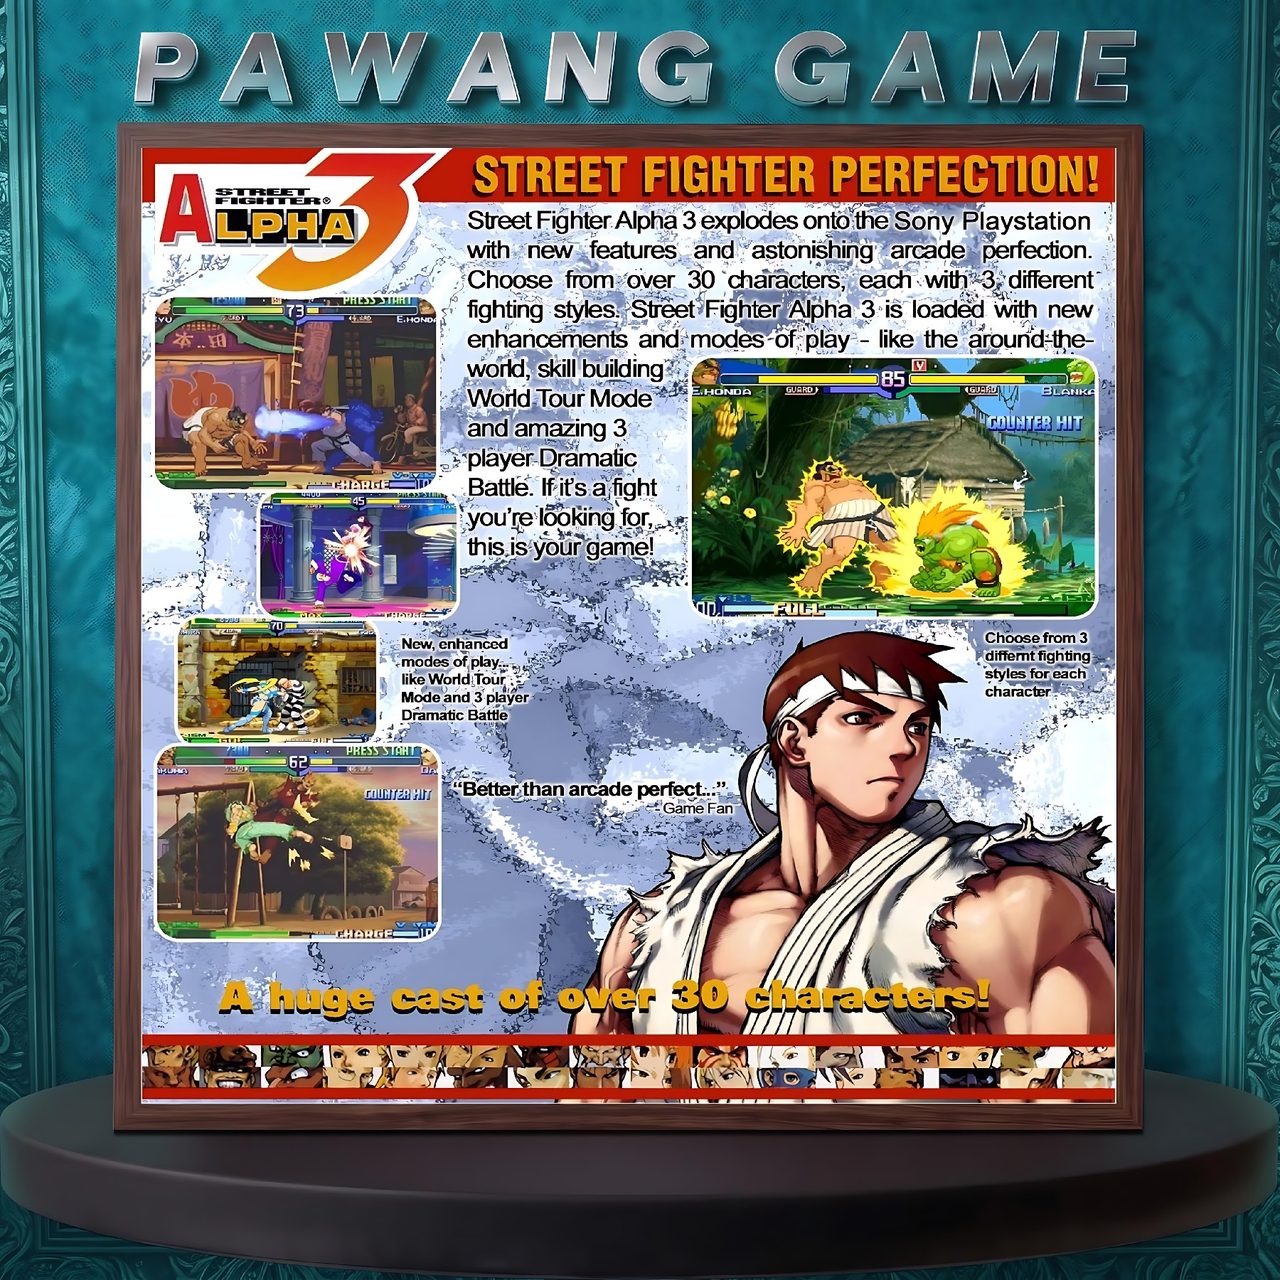 PAWANG GAME
STREET
FIGHTER®
ALPHA 3
STREET FIGHTER PERFECTION!
Street Fighter Alpha 3 explodes onto the Sony Playstation
with new features and astonishing arcade perfection.
Choose from over 30 characters, each with 3 different
fighting styles. Street Fighter Alpha 3 is loaded with new
enhancements and modes of play - like the around-the-
world, skill building
World Tour Mode
and amazing 3
player Dramatic
Battle. If it's a fight
you're looking for,
this is your game!
PRESS START
73
E.HONDA
CHARGE
85
E.HONDA
GUARD
GUARD
BLANKA
COUNTER HIT
FULL
45
CHARGE
70
New, enhanced
modes of play...
like World Tour
Mode and 3 player
Dramatic Battle
Choose from 3
differnt fighting
styles for each
character
PRESS START
62
COUNTER HIT
CHARGE
"Better than arcade perfect..."
- Game Fan
A huge cast of over 30 characters!